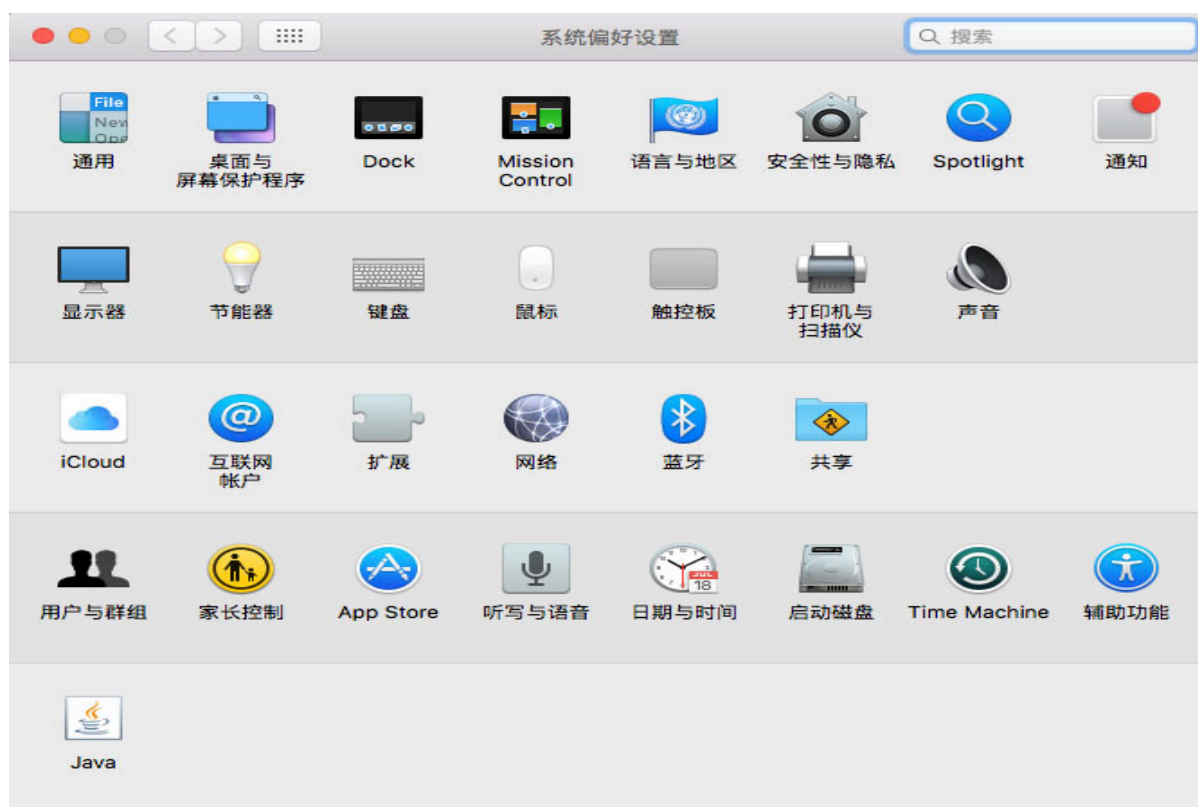 系统偏好设置
搜索
File
New
Ope
通用
桌面与
屏幕保护程序
Dock
Mission
Control
语言与地区
安全性与隐私
Spotlight
通知
显示器
节能器
键盘
鼠标
触控板
打印机与
扫描仪
声音
iCloud
互联网
帐户
扩展
网络
蓝牙
共享
用户与群组
家长控制
App Store
听写与语音
JUL
18
日期与时间
启动磁盘
Time Machine
辅助功能
Java